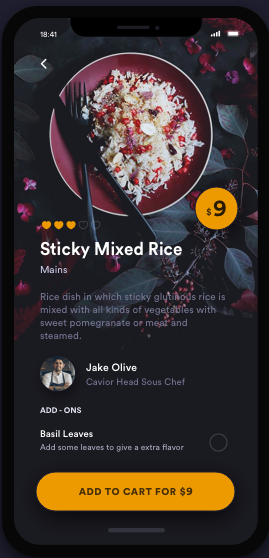 18:41
$9
Sticky Mixed Rice
Mains
Rice dish in which sticky glutinous rice is
mixed with all kinds of vegetables with
sweet pomegranate or meat and
steamed.
Jake Olive
Cavior Head Sous Chef
ADD - ONS
Basil Leaves
Add some leaves to give a extra flavor
ADD TO CART FOR $9